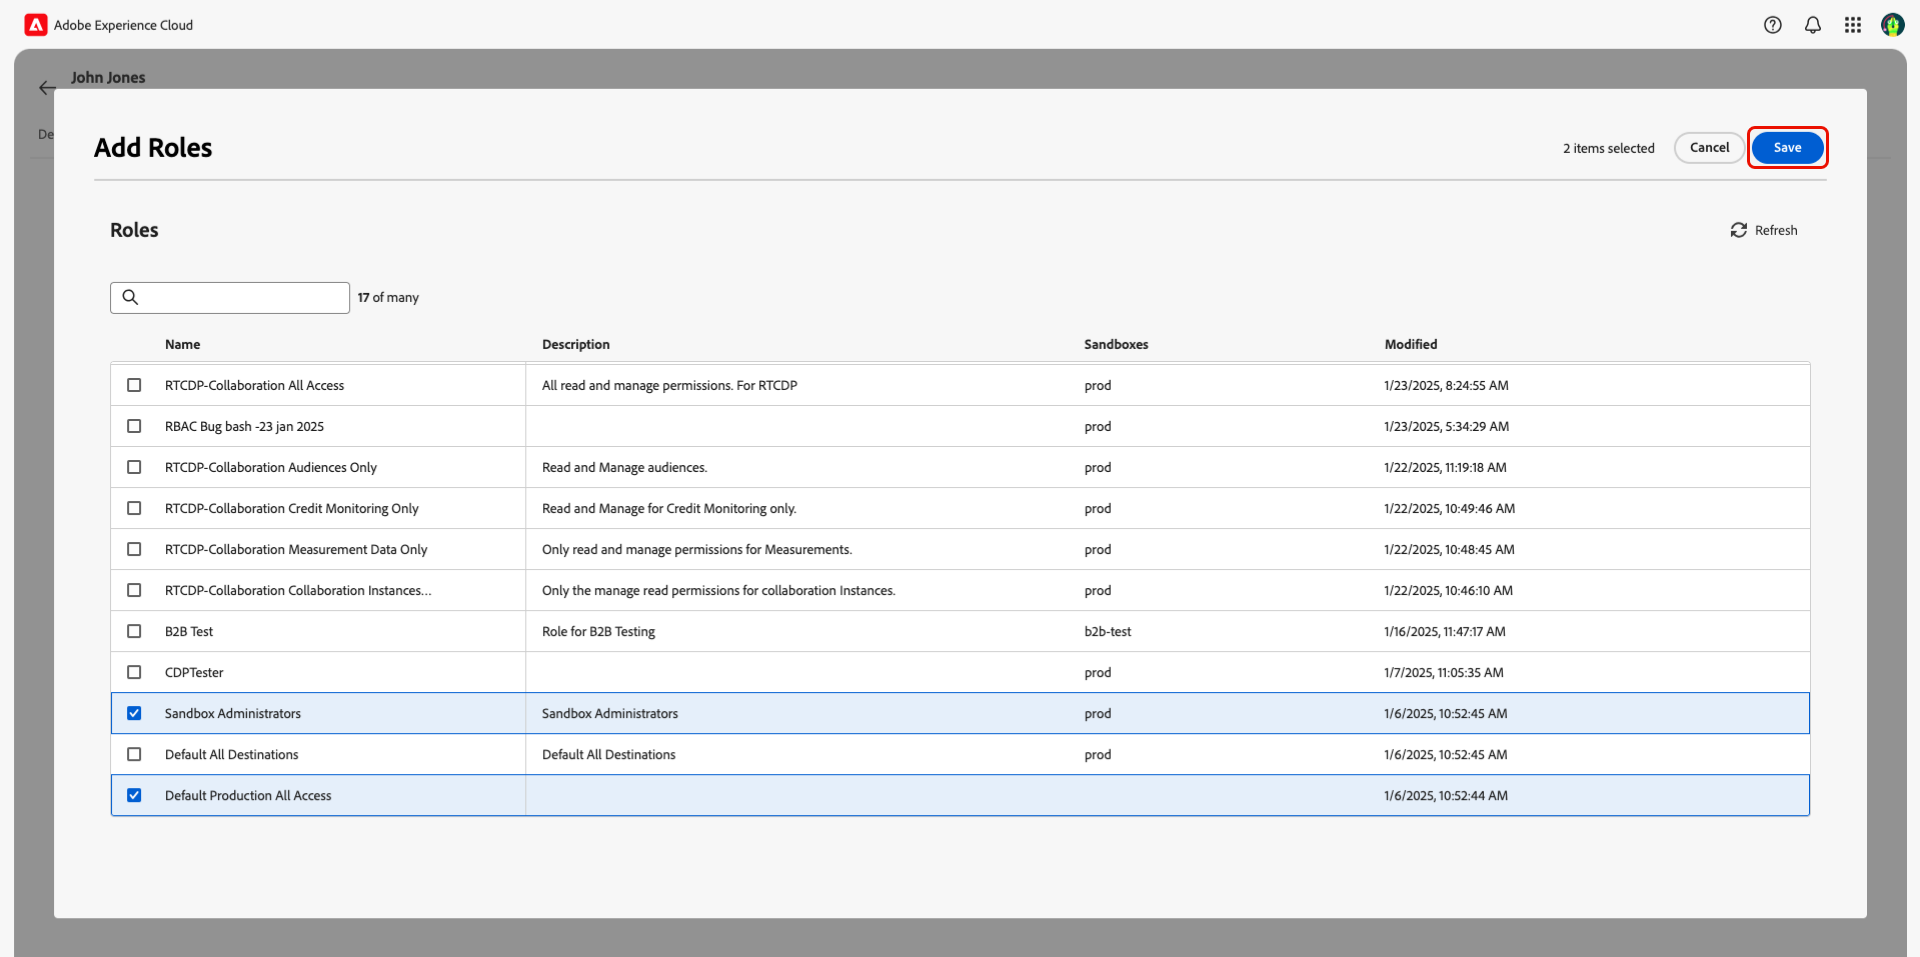 Adobe Experience Cloud
John Jones
De
Add Roles
2 items selected
Cancel
Save
Roles
Refresh
17 of many
Name Description Sandboxes Modified
RTCDP-Collaboration All Access All read and manage permissions. For RTCDP prod 1/23/2025, 8:24:55 AM
RBAC Bug bash -23 jan 2025 prod 1/23/2025, 5:34:29 AM
RTCDP-Collaboration Audiences Only Read and Manage audiences. prod 1/22/2025, 11:19:18 AM
RTCDP-Collaboration Credit Monitoring Only Read and Manage for Credit Monitoring only. prod 1/22/2025, 10:49:46 AM
RTCDP-Collaboration Measurement Data Only Only read and manage permissions for Measurements. prod 1/22/2025, 10:48:45 AM
RTCDP-Collaboration Collaboration Instances... Only the manage read permissions for collaboration Instances. prod 1/22/2025, 10:46:10 AM
B2B Test Role for B2B Testing b2b-test 1/16/2025, 11:47:17 AM
CDPTester prod 1/7/2025, 11:05:35 AM
Sandbox Administrators Sandbox Administrators prod 1/6/2025, 10:52:45 AM
Default All Destinations Default All Destinations prod 1/6/2025, 10:52:45 AM
Default Production All Access 1/6/2025, 10:52:44 AM